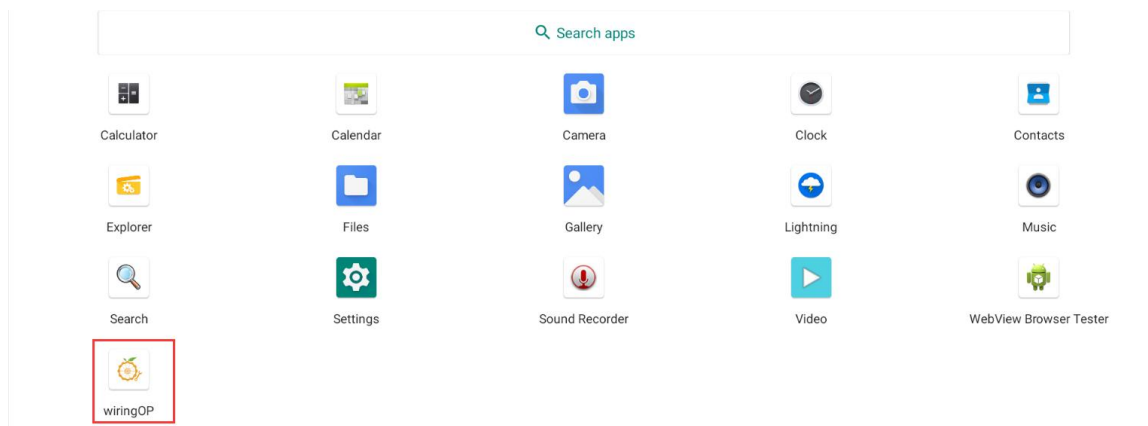 Search apps
Calculator
Calendar
Camera
Clock
Contacts
Explorer
Files
Gallery
Lightning
Music
Search
Settings
Sound Recorder
Video
WebView Browser Tester
wiringOP